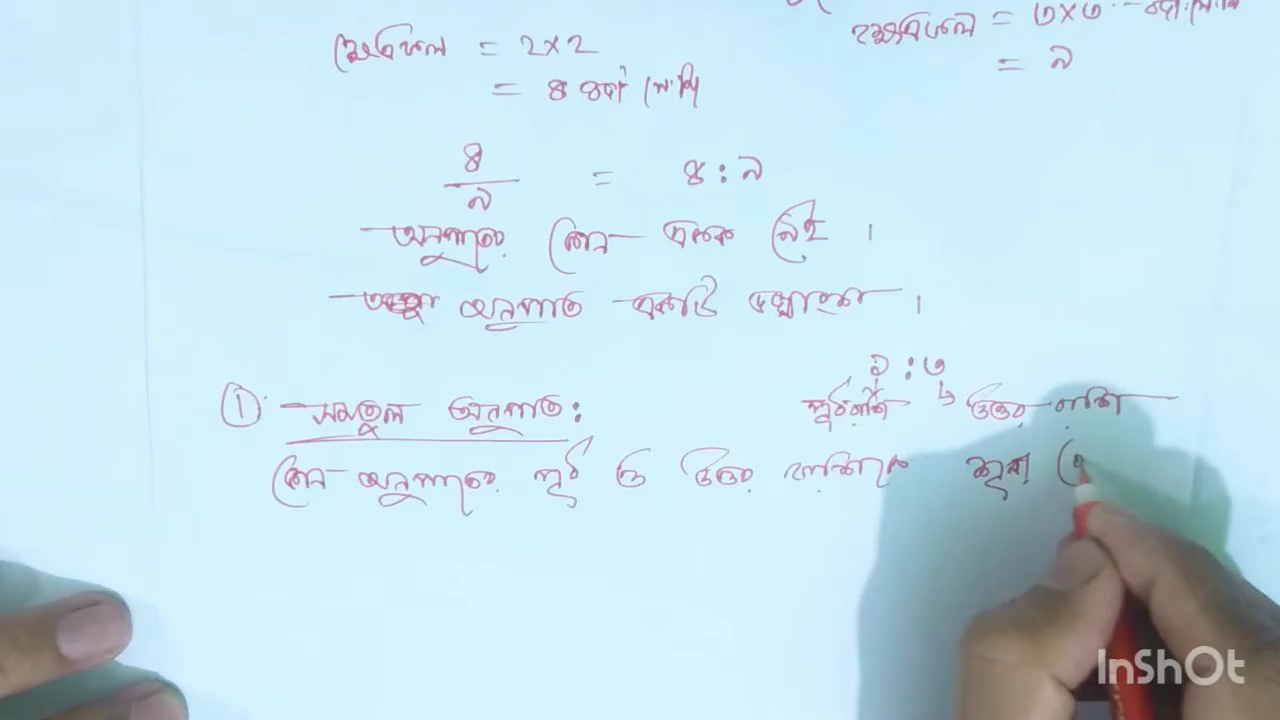 ক্ষেত্রফল = ২×২
= ৪ বর্গ সে.মি
ক্ষেত্রফল = ৩×৩
= ৯
৪/৯ = ৪:৯
অনুপাতের কোন একক নেই।
অনুপাত একটি ভগ্নাংশ।
২:৩
① সমতুল অনুপাত: পূর্বরাশি উত্তর রাশি
কোন অনুপাতের পূর্ব ও উত্তর রাশিকে শূন্য
InShOt